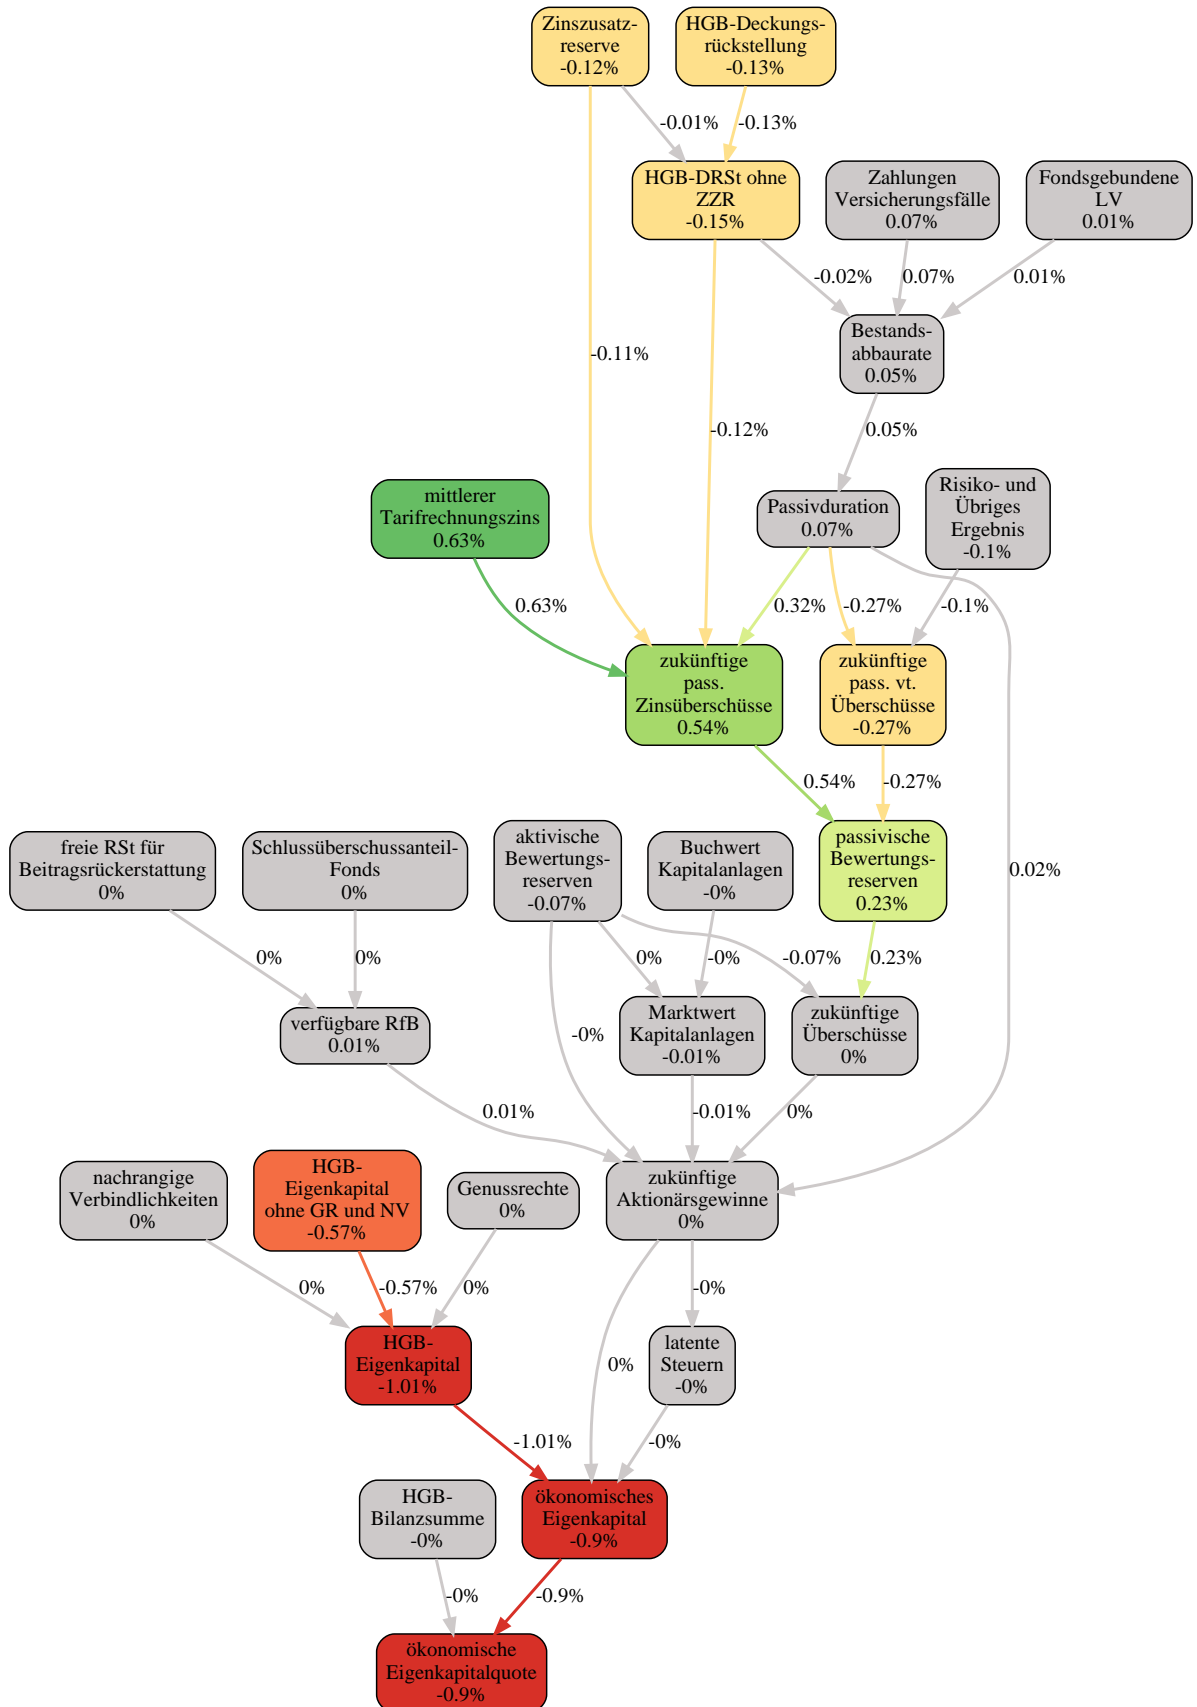 Zinszusatz-
reserve
-0.12%
HGB-Deckungs-
rückstellung
-0.13%
-0.01%
-0.13%
HGB-DRSt ohne
ZZR
-0.15%
Zahlungen
Versicherungsfälle
0.07%
Fondsgebundene
LV
0.01%
-0.02%
0.07%
0.01%
Bestands-
abbaurate
0.05%
-0.11%
-0.12%
0.05%
mittlerer
Tarifrechnungszins
0.63%
Passivduration
0.07%
Risiko- und
Übriges
Ergebnis
-0.1%
0.63%
0.32%
-0.27%
-0.1%
zukünftige
pass.
Zinsüberschüsse
0.54%
zukünftige
pass. vt.
Überschüsse
-0.27%
0.54%
-0.27%
freie RSt für
Beitragsrückerstattung
0%
Schlussüberschussanteil-
Fonds
0%
aktivische
Bewertungs-
reserven
-0.07%
Buchwert
Kapitalanlagen
-0%
passivische
Bewertungs-
reserven
0.23%
0.02%
0%
0%
0%
-0%
-0.07%
0.23%
verfügbare RfB
0.01%
-0%
Marktwert
Kapitalanlagen
-0.01%
zukünftige
Überschüsse
0%
0.01%
-0.01%
0%
nachrangige
Verbindlichkeiten
0%
HGB-
Eigenkapital
ohne GR und NV
-0.57%
Genussrechte
0%
zukünftige
Aktionärsgewinne
0%
0%
-0.57%
0%
-0%
HGB-
Eigenkapital
-1.01%
0%
latente
Steuern
-0%
-1.01%
-0%
HGB-
Bilanzsumme
-0%
ökonomisches
Eigenkapital
-0.9%
-0%
-0.9%
ökonomische
Eigenkapitalquote
-0.9%